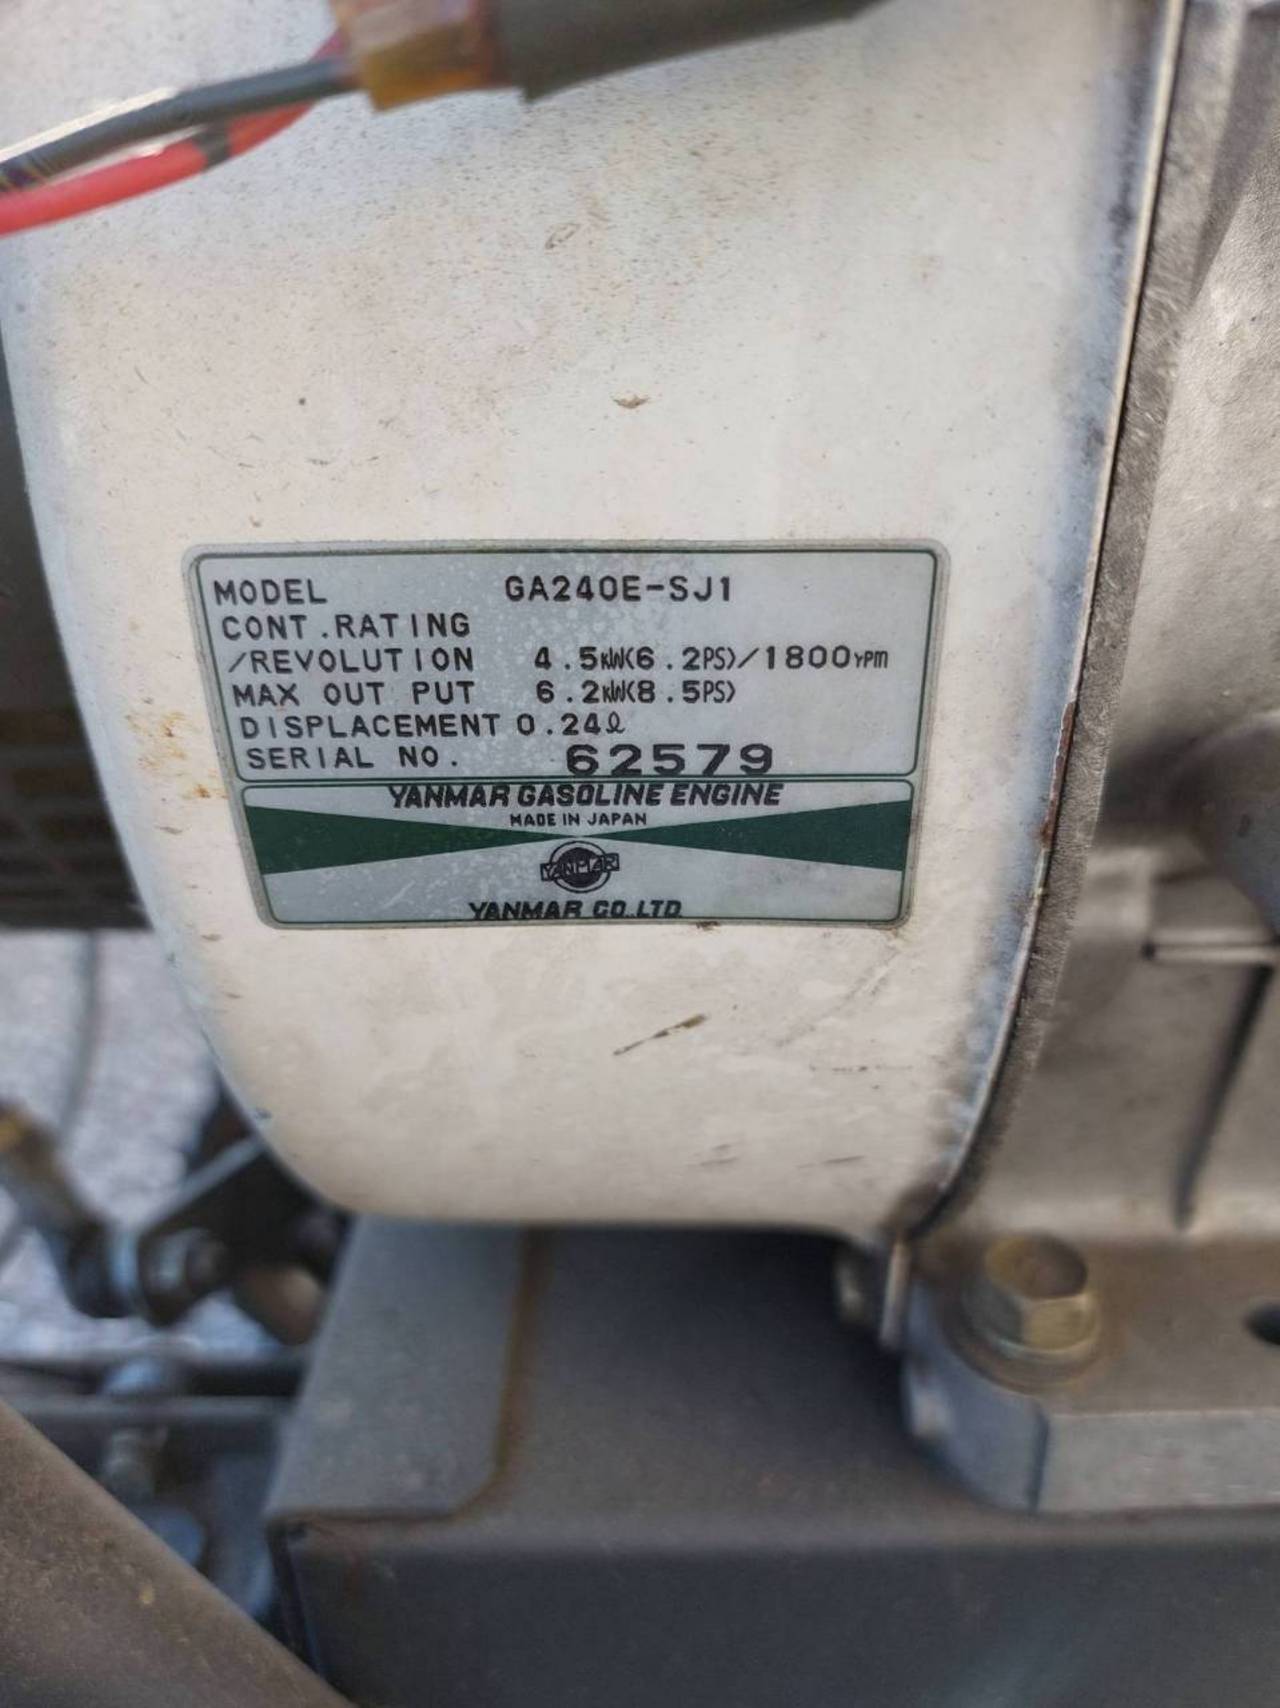 MODEL GA240E-SJ1
CONT.RATING
/REVOLUTION 4.5kW(6.2PS)/1800rpm
MAX OUT PUT 6.2kW(8.5PS)
DISPLACEMENT 0.24ℓ
SERIAL NO. 62579
YANMAR GASOLINE ENGINE
MADE IN JAPAN
YANMAR
YANMAR CO.,LTD.